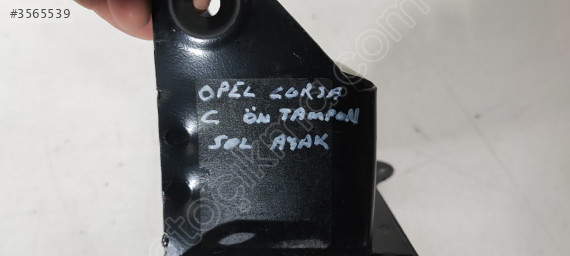 #3565539
OPEL CORSA
C ÖN TAMPON
SOL AYAK